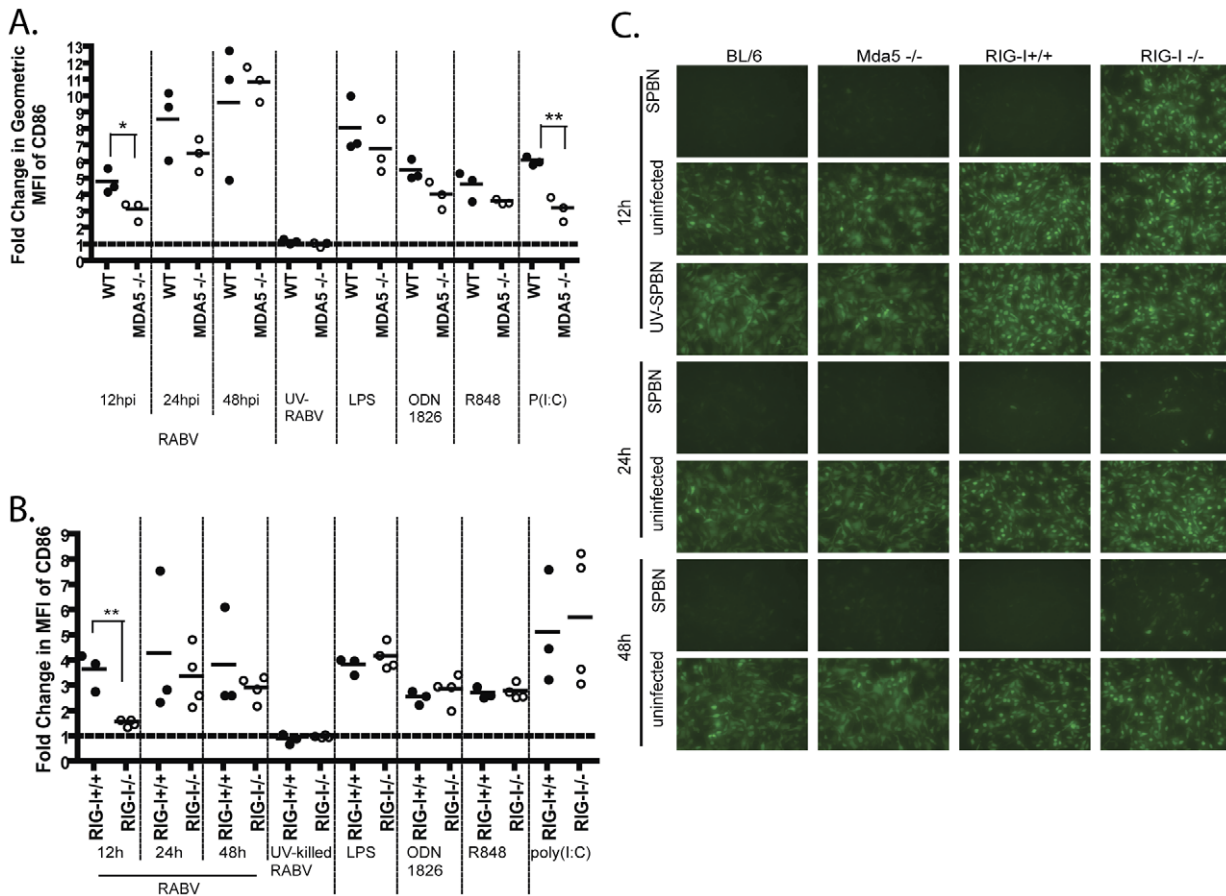 A.
Fold Change in Geometric
MFI of CD86
13
12
11
10
9
8
7
6
5
4
3
2
1
0
*
**
WT
MDA5 -/-
WT
MDA5 -/-
WT
MDA5 -/-
WT
MDA5 -/-
WT
MDA5 -/-
WT
MDA5 -/-
WT
MDA5 -/-
WT
MDA5 -/-
12hpi 24hpi 48hpi UV- LPS ODN R848 P(I:C)
RABV 1826
RABV
B.
Fold Change in MFI of CD86
9
8
7
6
5
4
3
2
1
0
**
RIG-I+/+
RIG-I-/-
RIG-I+/+
RIG-I-/-
RIG-I+/+
RIG-I-/-
RIG-I+/+
RIG-I-/-
RIG-I+/+
RIG-I-/-
RIG-I+/+
RIG-I-/-
RIG-I+/+
RIG-I-/-
RIG-I+/+
RIG-I-/-
12h 24h 48h UV-killed LPS ODN R848 poly(I:C)
RABV 1826
RABV
C.
BL/6 Mda5 -/- RIG-I+/+ RIG-I -/-
12h
SPBN
uninfected
UV-SPBN
24h
SPBN
uninfected
48h
SPBN
uninfected